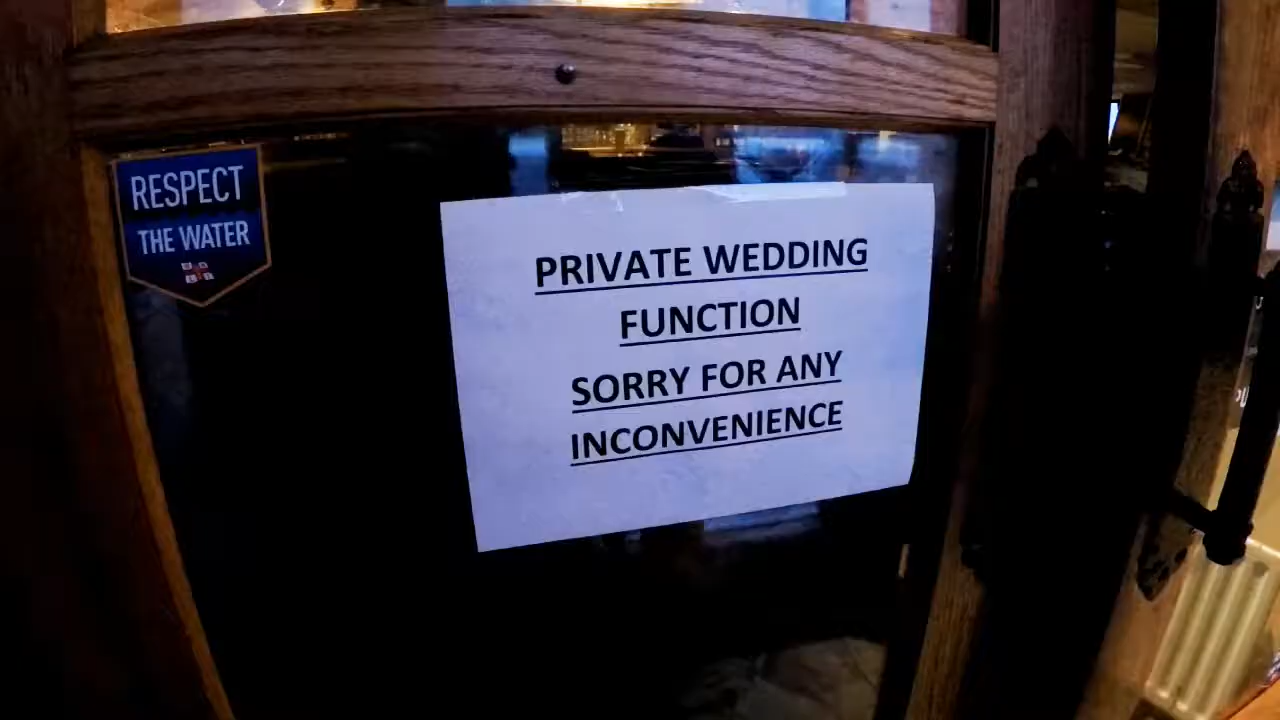 RESPECT
THE WATER
PRIVATE WEDDING
FUNCTION
SORRY FOR ANY
INCONVENIENCE